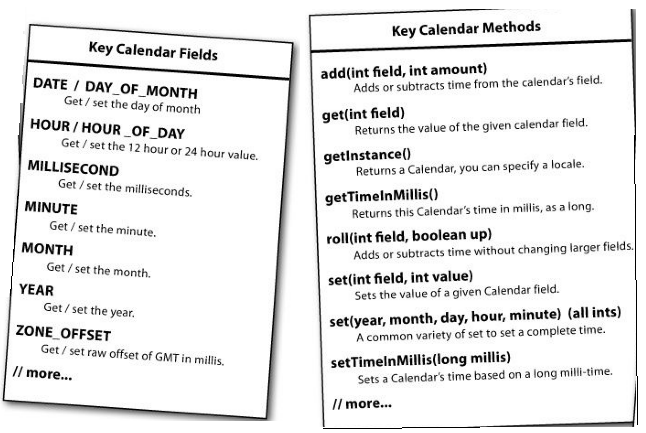 Key Calendar Fields
DATE / DAY_OF_MONTH
Get / set the day of month
HOUR / HOUR _OF_DAY
Get / set the 12 hour or 24 hour value.
MILLISECOND
Get / set the milliseconds.
MINUTE
Get / set the minute.
MONTH
Get / set the month.
YEAR
Get / set the year.
ZONE_OFFSET
Get / set raw offset of GMT in millis.
// more...
Key Calendar Methods
add(int field, int amount)
Adds or subtracts time from the calendar's field.
get(int field)
Returns the value of the given calendar field.
getInstance()
Returns a Calendar, you can specify a locale.
getTimeInMillis()
Returns this Calendar's time in millis, as a long.
roll(int field, boolean up)
Adds or subtracts time without changing larger fields.
set(int field, int value)
Sets the value of a given Calendar field.
set(year, month, day, hour, minute) (all ints)
A common variety of set to set a complete time.
setTimeInMillis(long millis)
Sets a Calendar's time based on a long milli-time.
// more...